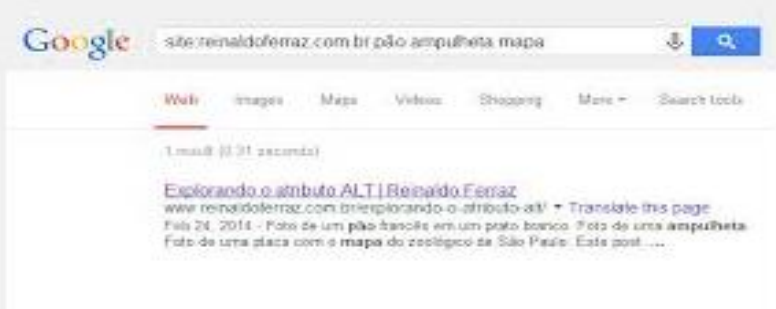 Google site:reinaldoferraz.com.br pão ampulheta mapa
Web Images Maps Videos Shopping More Search tools
1 result (0.31 seconds)
Explorando o atributo ALT | Reinaldo Ferraz
www.reinaldoferraz.com.br/explorando-o-atributo-alt/ Translate this page
Feb 24, 2014 - Foto de um pão francês em um prato branco. Foto de uma ampulheta.
Foto de uma placa com o mapa do zoológico de São Paulo. Este post ...